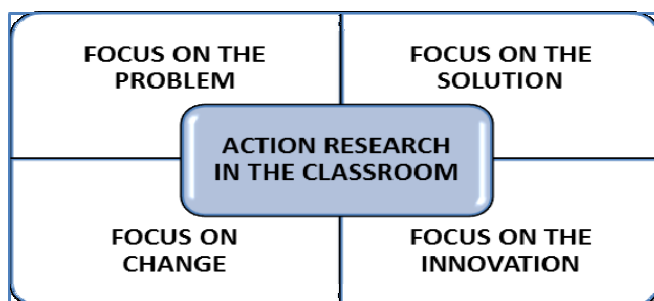 FOCUS ON THE
PROBLEM
FOCUS ON THE
SOLUTION
ACTION RESEARCH
IN THE CLASSROOM
FOCUS ON
CHANGE
FOCUS ON THE
INNOVATION